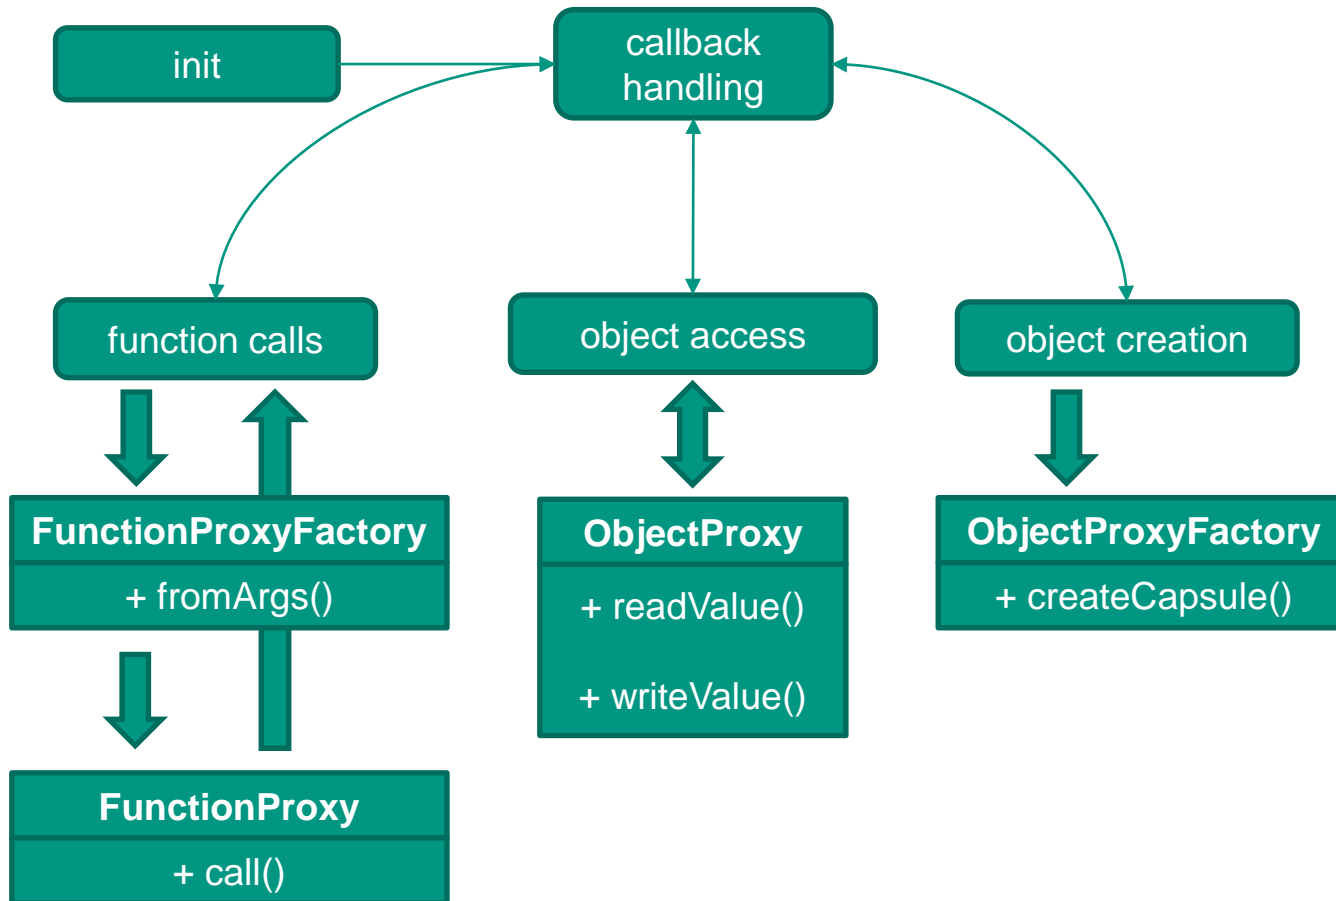 init
callback
handling
function calls
object access
object creation
FunctionProxyFactory
+ fromArgs()
ObjectProxy
+ readValue()
+ writeValue()
ObjectProxyFactory
+ createCapsule()
FunctionProxy
+ call()